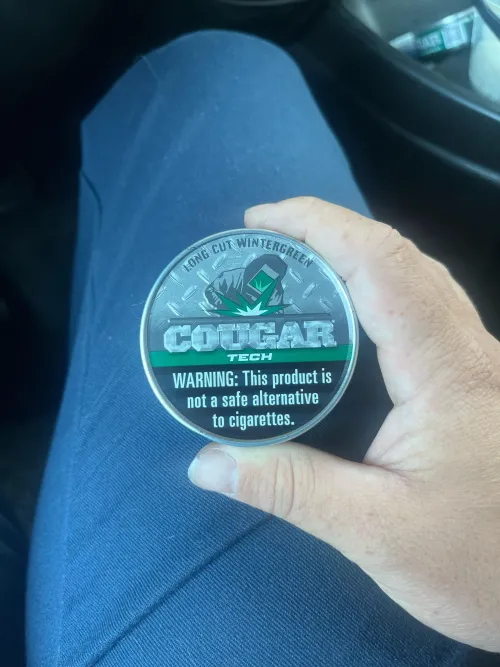 LONG CUT WINTERGREEN
COUGAR
TECH
WARNING: This product is
not a safe alternative
to cigarettes.